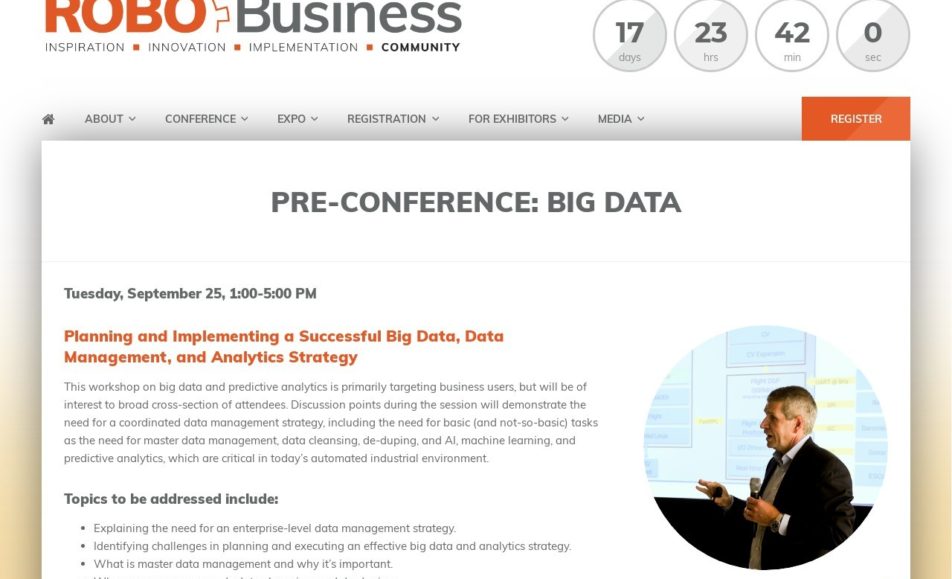 ROBO Business
INSPIRATION ■ INNOVATION ■ IMPLEMENTATION ■ COMMUNITY
17 23 42 0
days hrs min sec
ABOUT CONFERENCE EXPO REGISTRATION FOR EXHIBITORS MEDIA REGISTER
PRE-CONFERENCE: BIG DATA
Tuesday, September 25, 1:00-5:00 PM
Planning and Implementing a Successful Big Data, Data
Management, and Analytics Strategy
This workshop on big data and predictive analytics is primarily targeting business users, but will be of
interest to broad cross-section of attendees. Discussion points during the session will demonstrate the
need for a coordinated data management strategy, including the need for basic (and not-so-basic) tasks
as the need for master data management, data cleansing, de-duping, and AI, machine learning, and
predictive analytics, which are critical in today's automated industrial environment.
Topics to be addressed include:
• Explaining the need for an enterprise-level data management strategy.
• Identifying challenges in planning and executing an effective big data and analytics strategy.
• What is master data management and why it's important.
CV
CV Expansion